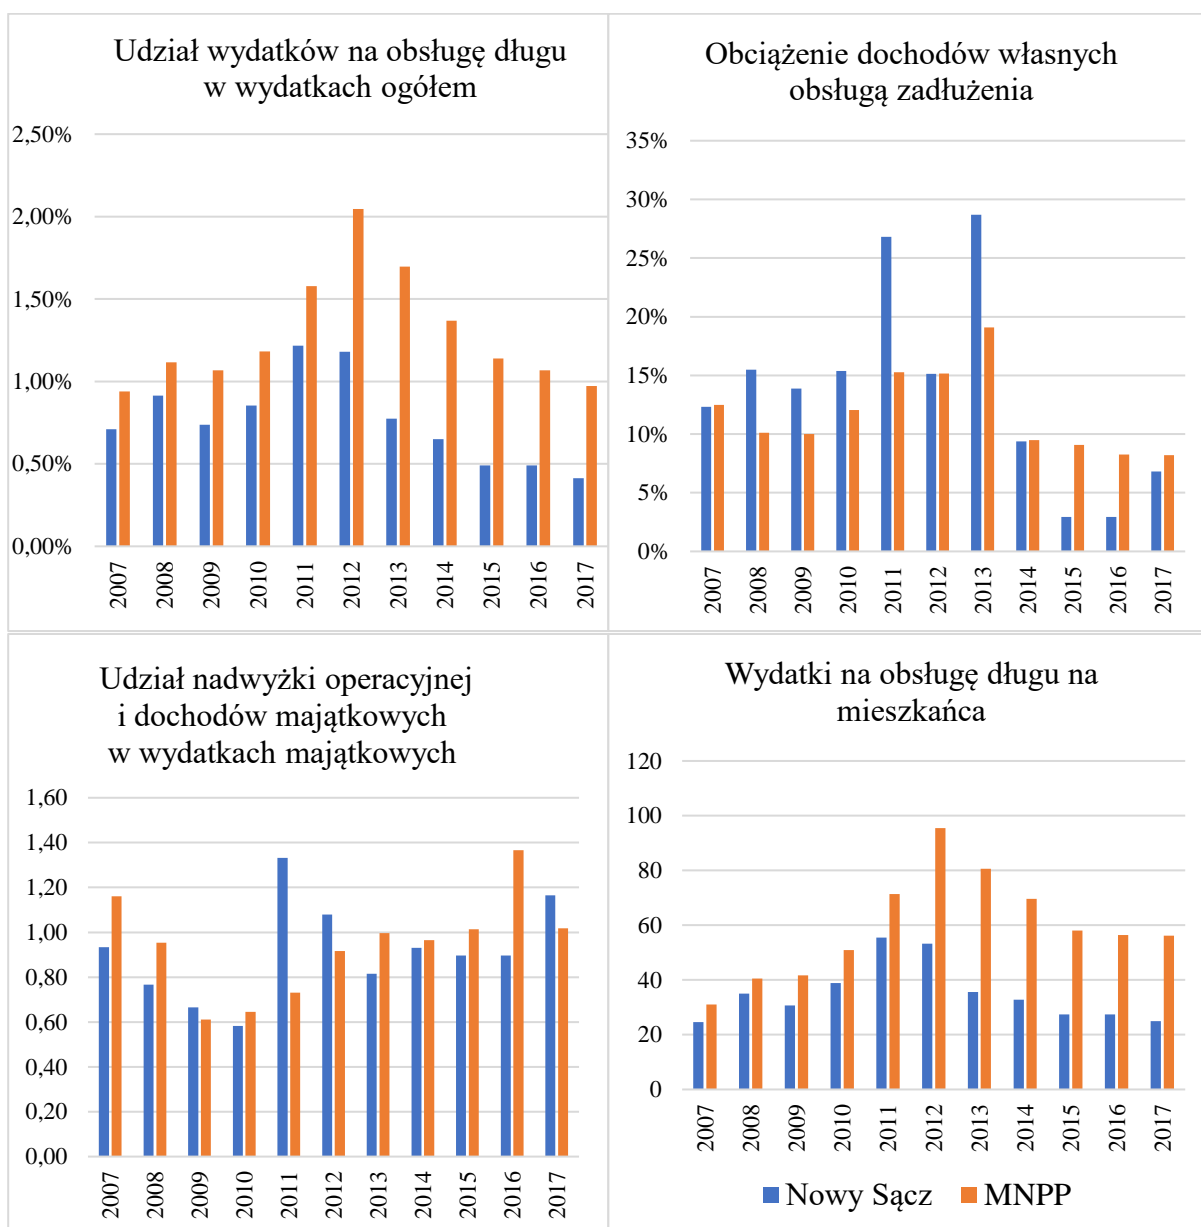 Udział wydatków na obsługę długu
w wydatkach ogółem
2,50%
2,00%
1,50%
1,00%
0,50%
0,00%
2007 2008 2009 2010 2011 2012 2013 2014 2015 2016 2017
Obciążenie dochodów własnych
obsługą zadłużenia
35%
30%
25%
20%
15%
10%
5%
0%
2007 2008 2009 2010 2011 2012 2013 2014 2015 2016 2017
Udział nadwyżki operacyjnej
i dochodów majątkowych
w wydatkach majątkowych
1,60
1,40
1,20
1,00
0,80
0,60
0,40
0,20
0,00
2007 2008 2009 2010 2011 2012 2013 2014 2015 2016 2017
Wydatki na obsługę długu na
mieszkańca
120
100
80
60
40
20
0
2007 2008 2009 2010 2011 2012 2013 2014 2015 2016 2017
Nowy Sącz MNPP